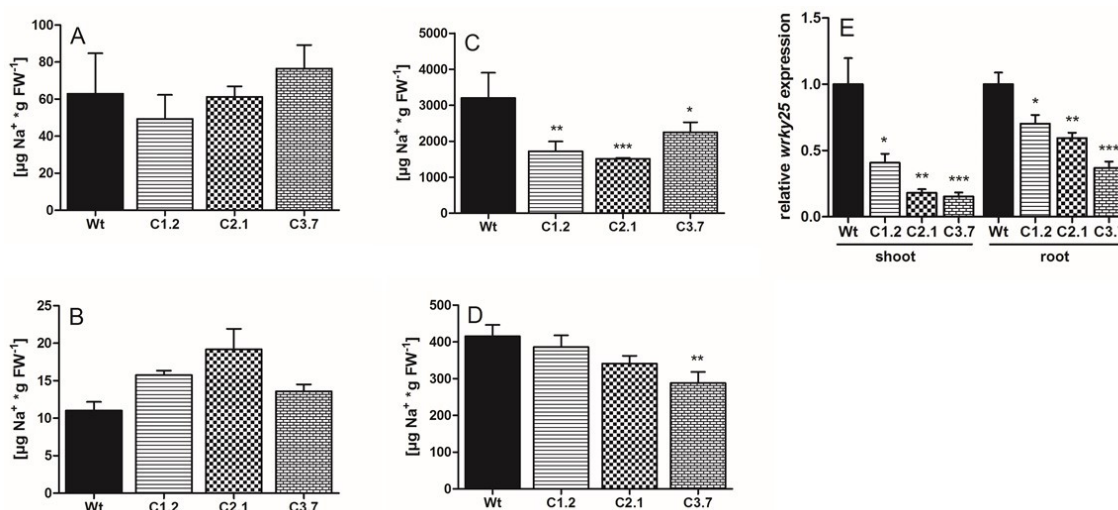 A
[µg Na⁺ *g FW⁻¹]
100
80
60
40
20
0
Wt C1.2 C2.1 C3.7
C
[µg Na⁺ *g FW⁻¹]
5000
4000
3000
2000
1000
0
** *** *
Wt C1.2 C2.1 C3.7
E
relative wrky25 expression
1.5
1.0
0.5
0.0
* ** *** * ** ***
Wt C1.2 C2.1 C3.7 Wt C1.2 C2.1 C3.7
shoot root
B
[µg Na⁺ *g FW⁻¹]
25
20
15
10
5
0
Wt C1.2 C2.1 C3.7
D
[µg Na⁺ *g FW⁻¹]
500
400
300
200
100
0
**
Wt C1.2 C2.1 C3.7